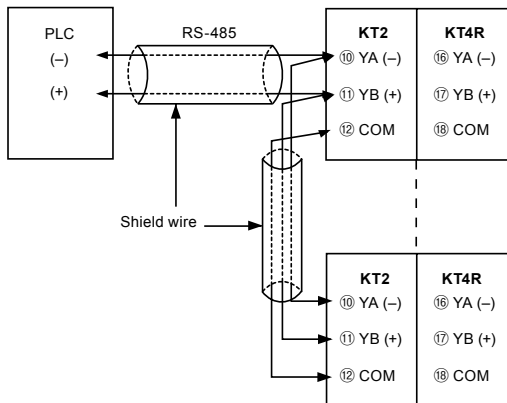 PLC
(–)
(+)
RS-485
KT2
⑩ YA (–)
⑪ YB (+)
⑫ COM
KT4R
⑯ YA (–)
⑰ YB (+)
⑱ COM
Shield wire
KT2
⑩ YA (–)
⑪ YB (+)
⑫ COM
KT4R
⑯ YA (–)
⑰ YB (+)
⑱ COM